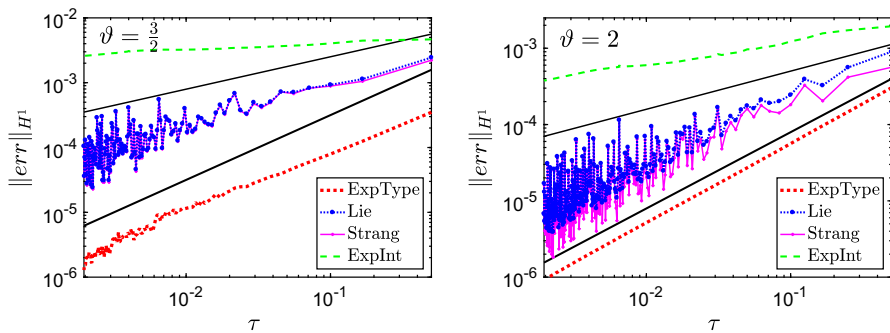 10^{-2}
10^{-3}
10^{-4}
10^{-5}
10^{-6}
||err||_{H^1}
ϑ = 3/2
ExpType
Lie
Strang
ExpInt
10^{-2}
10^{-1}
τ
10^{-3}
10^{-4}
10^{-5}
10^{-6}
||err||_{H^1}
ϑ = 2
ExpType
Lie
Strang
ExpInt
10^{-2}
10^{-1}
τ